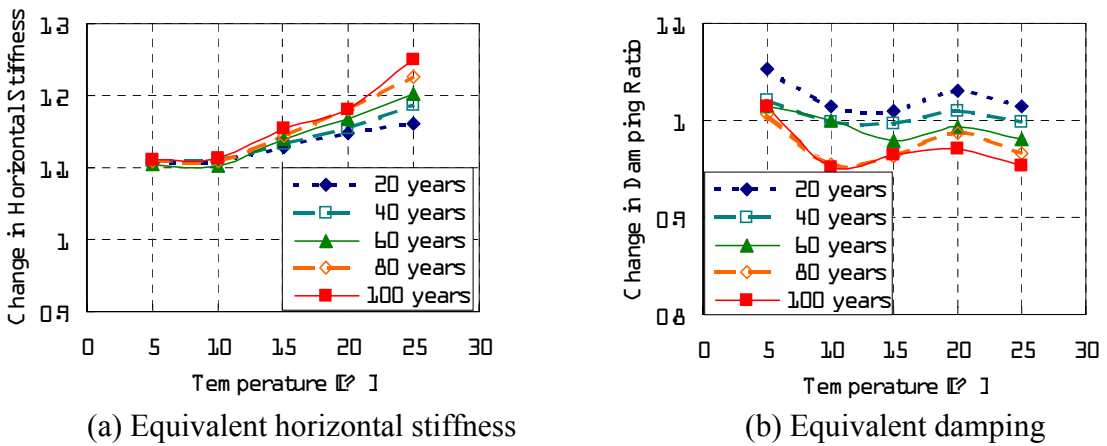 Change in Horizontal Stiffness
1.3
1.2
1.1
1
0.9
0 5 10 15 20 25 30
Temperature [? ]
20 years
40 years
60 years
80 years
100 years
(a) Equivalent horizontal stiffness
Change in Damping Ratio
1.1
1
0.9
0.8
0 5 10 15 20 25 30
Temperature [? ]
20 years
40 years
60 years
80 years
100 years
(b) Equivalent damping